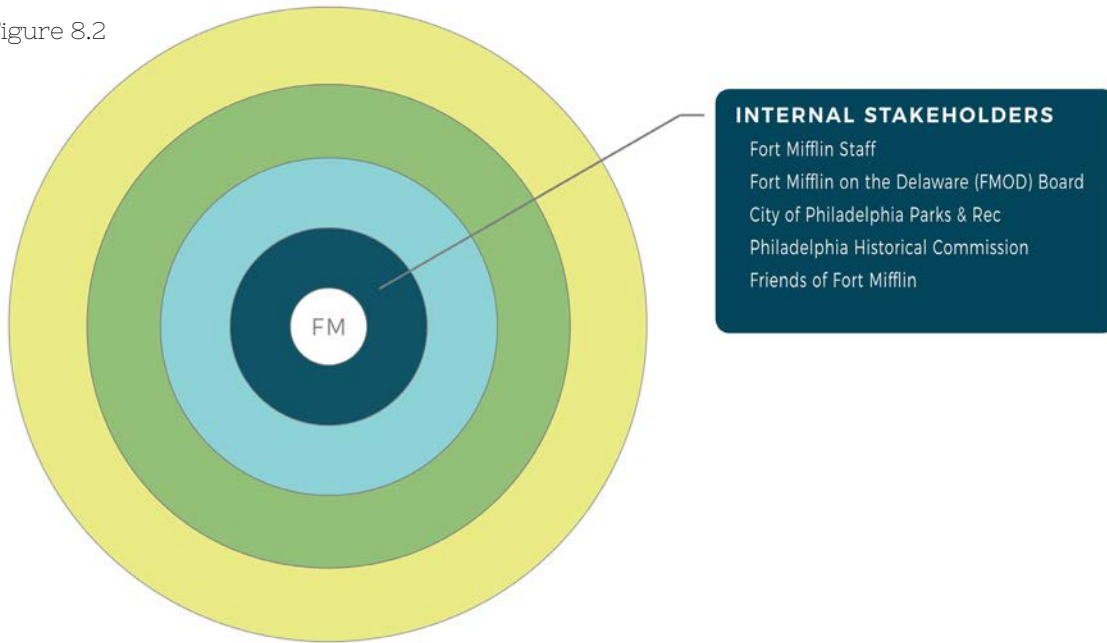 igure 8.2
INTERNAL STAKEHOLDERS
Fort Mifflin Staff
Fort Mifflin on the Delaware (FMOD) Board
City of Philadelphia Parks & Rec
Philadelphia Historical Commission
Friends of Fort Mifflin
FM